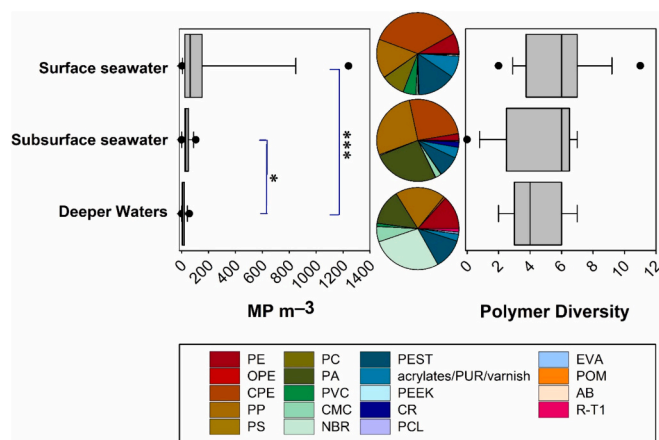 Surface seawater
Subsurface seawater
Deeper Waters
***
*
0 200 400 600 800 1000 1200 1400
0 2 4 6 8 10 12
MP m⁻³
Polymer Diversity
PE PC PEST EVA
OPE PA acrylates/PUR/varnish POM
CPE PVC PEEK AB
PP CMC CR R-T1
PS NBR PCL